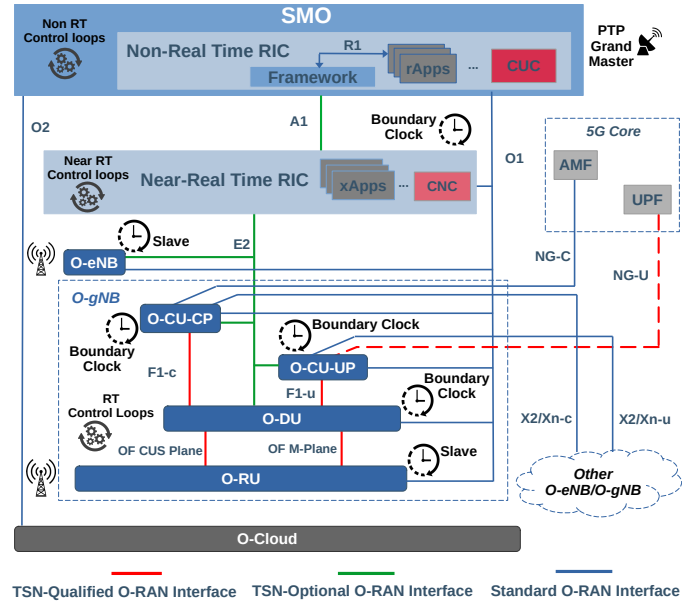 SMO
Non RT
Control loops
Non-Real Time RIC
R1
Framework
rApps
...
CUC
PTP
Grand
Master
O2
A1
Boundary
Clock
O1
5G Core
AMF
UPF
Near RT
Control loops
Near-Real Time RIC
xApps
...
CNC
E2
Slave
O-eNB
NG-C
NG-U
O-gNB
O-CU-CP
Boundary
Clock
Boundary Clock
O-CU-UP
F1-c
F1-u
Boundary
Clock
RT
Control Loops
O-DU
X2/Xn-c
X2/Xn-u
OF CUS Plane
OF M-Plane
Slave
O-RU
Other
O-eNB/O-gNB
O-Cloud
TSN-Qualified O-RAN Interface
TSN-Optional O-RAN Interface
Standard O-RAN Interface